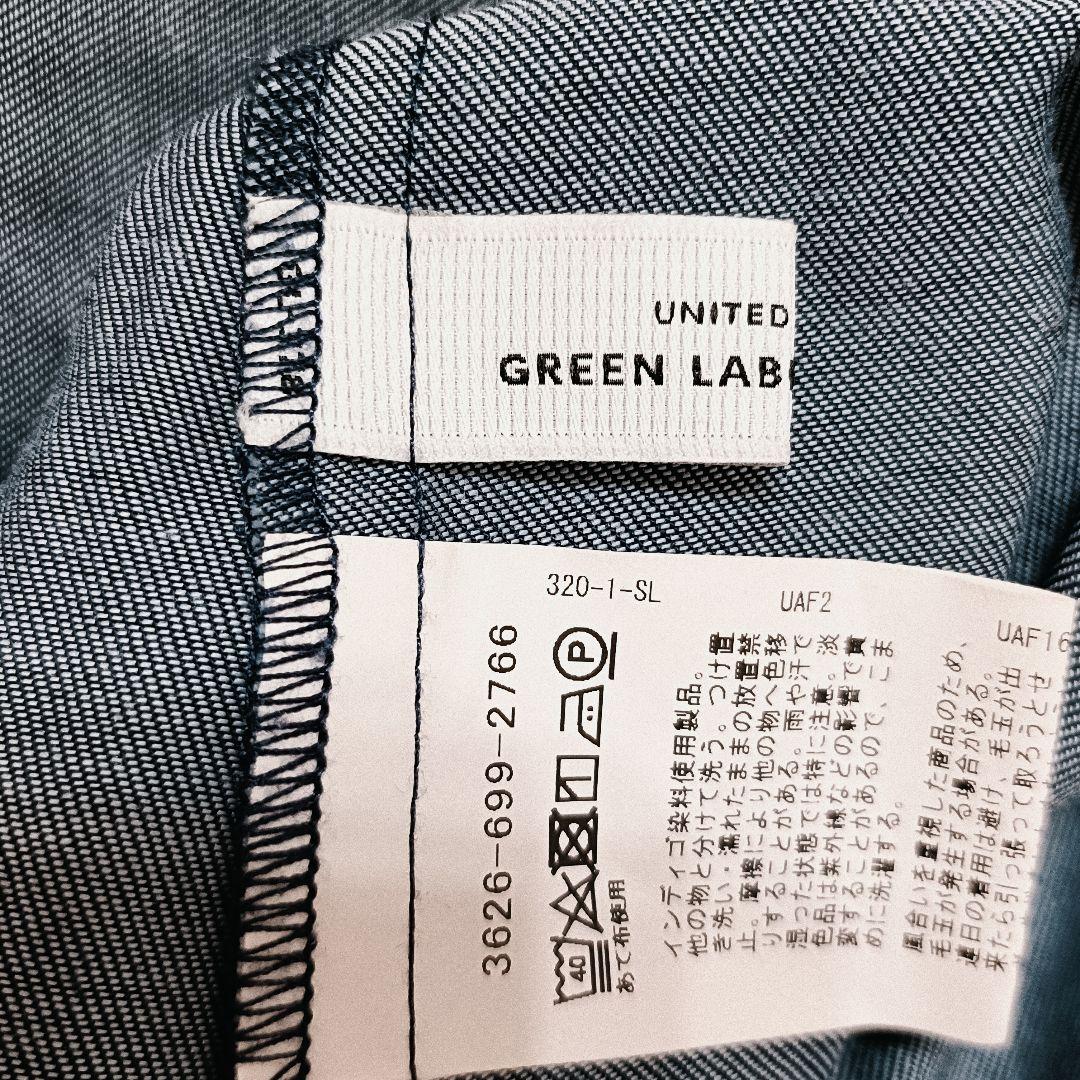 UNITED
GREEN LAB
320-1-SL
UAF2
UAF16
3626-699-2766
P
40
あて布使用
インディゴ染料使用製品。
他の物と分けて洗う。つけ置
き洗い・濡れたままの放置禁
止。摩擦により他の物へ色移
りすることがある。雨や汗で
湿った状態では特に注意。淡
色品は紫外線などの影響で
変することがあるので、こま
めに洗濯する。
風合いを重視した商品のため、
毛玉が発生する場合がある。
連日の着用は避け、毛玉が出
来たら引っ張って取ろうとせ